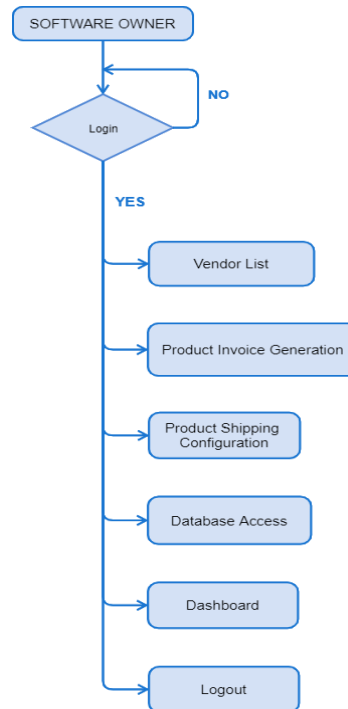 SOFTWARE OWNER
NO
Login
YES
Vendor List
Product Invoice Generation
Product Shipping
Configuration
Database Access
Dashboard
Logout